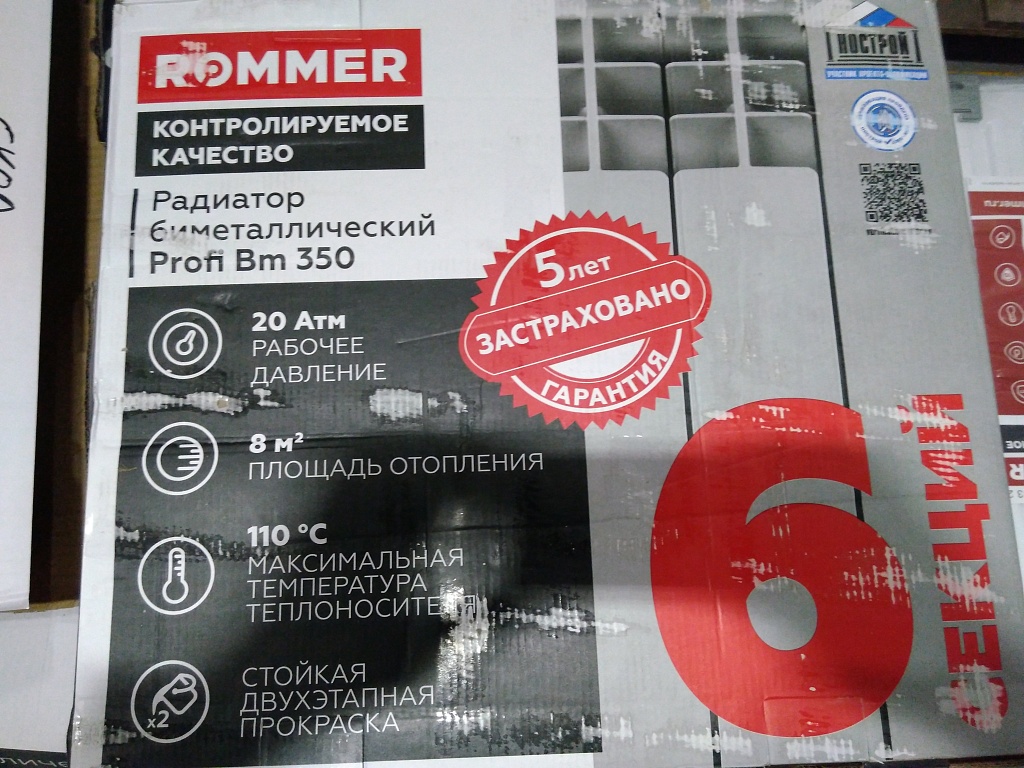 ROMMER
КОНТРОЛИРУЕМОЕ
КАЧЕСТВО
Радиатор
биметаллический
Profi Bm 350
20 Атм
РАБОЧЕЕ
ДАВЛЕНИЕ
8 м²
ПЛОЩАДЬ ОТОПЛЕНИЯ
110 °C
МАКСИМАЛЬНАЯ
ТЕМПЕРАТУРА
ТЕПЛОНОСИТЕЛЯ
x2
СТОЙКАЯ
ДВУХЭТАПНАЯ
ПРОКРАСКА
5 лет
ЗАСТРАХОВАНО
ГАРАНТИЯ
6
СЕКЦИЙ
НОСТРОЙ